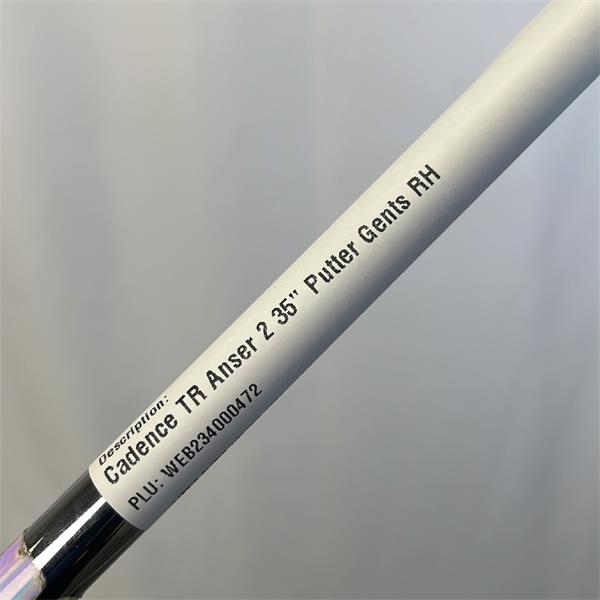 Description:
Cadence TR Anser 2 35" Putter Gents RH
PLU: WEB234000472